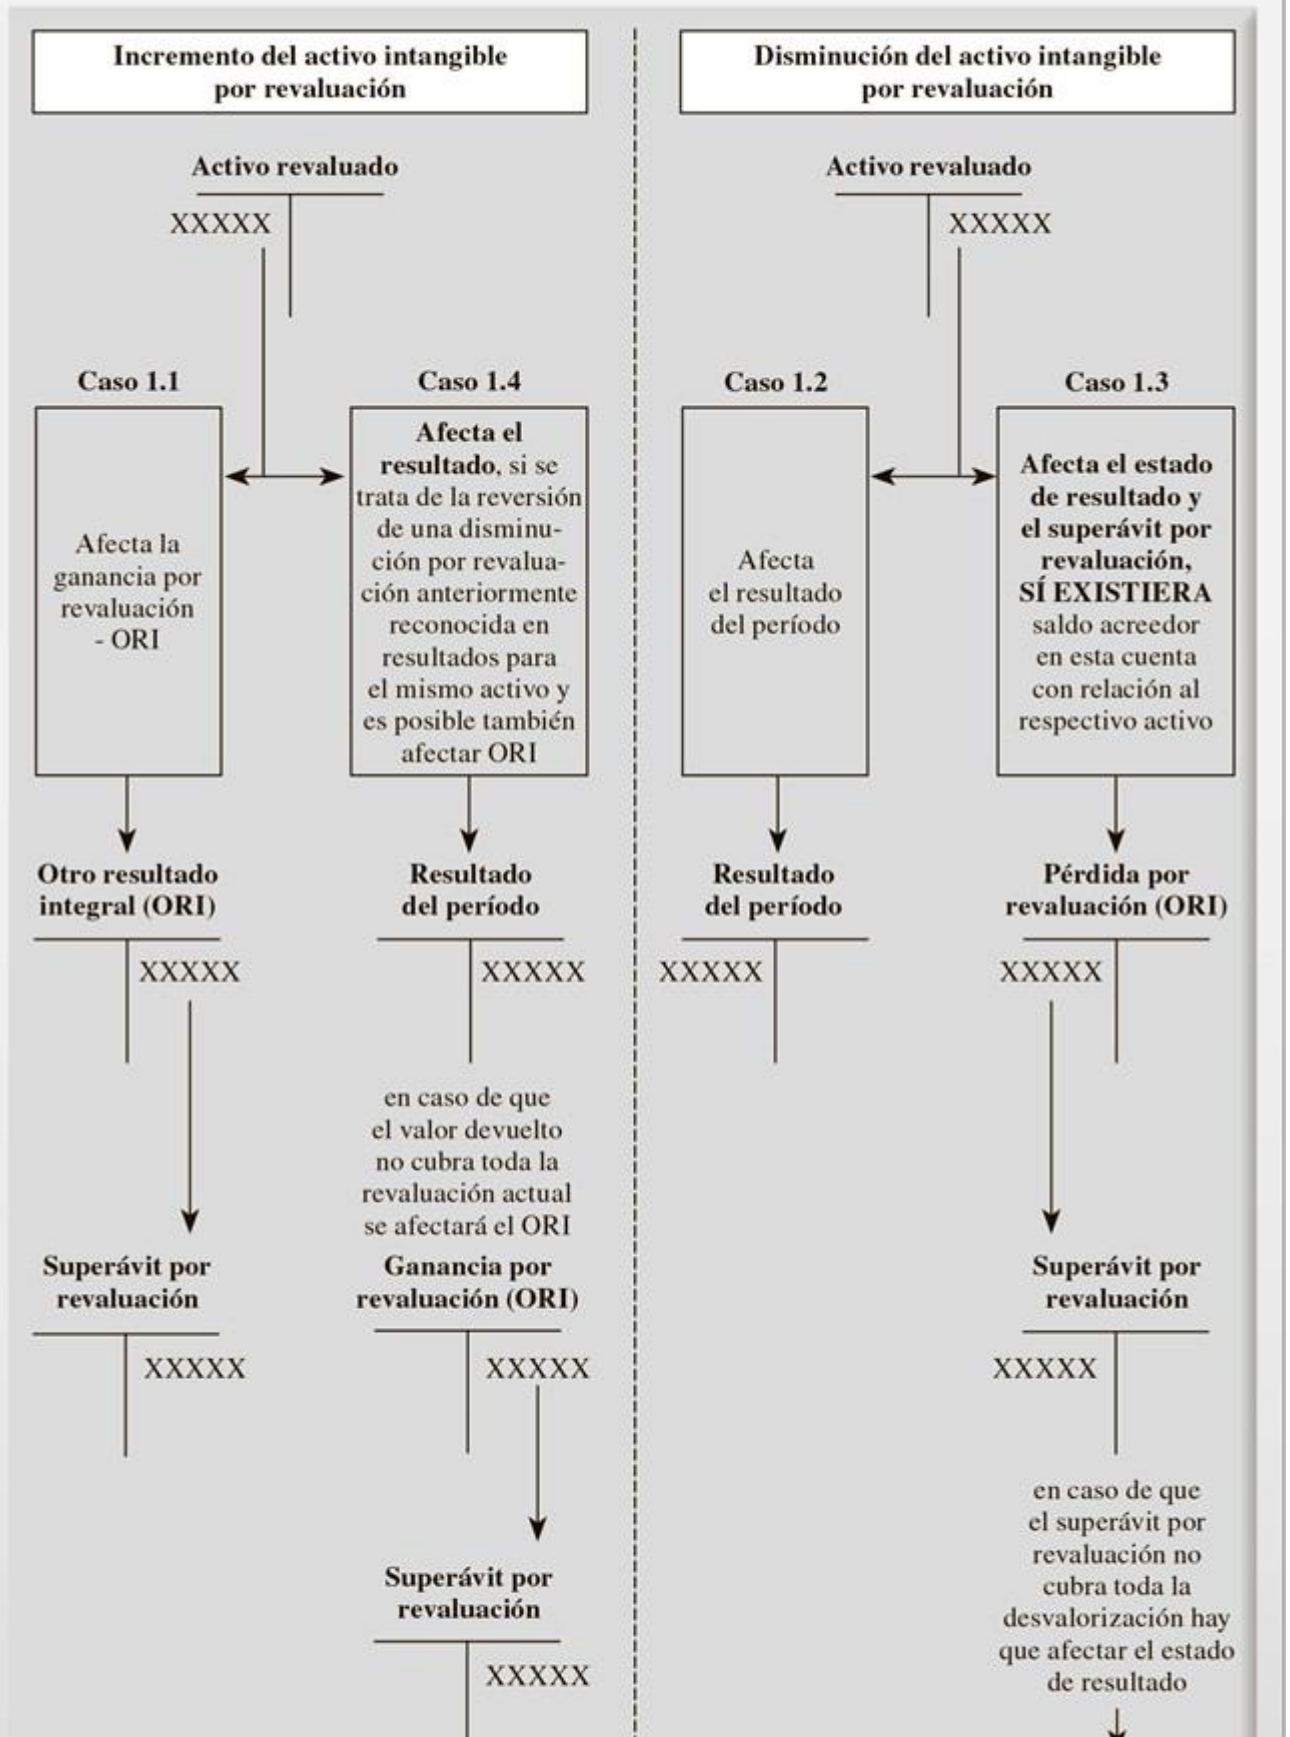 Incremento del activo intangible
por revaluación
Activo revaluado
XXXXX
Caso 1.1
Afecta la
ganancia por
revaluación
- ORI
Otro resultado
integral (ORI)
XXXXX
Superávit por
revaluación
XXXXX
Caso 1.4
Afecta el
resultado, si se
trata de la reversión
de una disminu-
ción por revalua-
ción anteriormente
reconocida en
resultados para
el mismo activo y
es posible también
afectar ORI
Resultado
del período
XXXXX
en caso de que
el valor devuelto
no cubra toda la
revaluación actual
se afectará el ORI
Ganancia por
revaluación (ORI)
XXXXX
Superávit por
revaluación
XXXXX
Disminución del activo intangible
por revaluación
Activo revaluado
XXXXX
Caso 1.2
Afecta
el resultado
del período
Resultado
del período
XXXXX
Caso 1.3
Afecta el estado
de resultado y
el superávit por
revaluación,
SÍ EXISTIERA
saldo acreedor
en esta cuenta
con relación al
respectivo activo
Pérdida por
revaluación (ORI)
XXXXX
Superávit por
revaluación
XXXXX
en caso de que
el superávit por
revaluación no
cubra toda la
desvalorización hay
que afectar el estado
de resultado